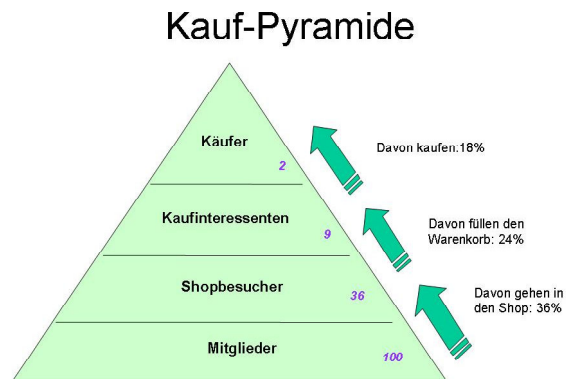 Kauf-Pyramide
Käufer
2
Davon kaufen:18%
Kaufinteressenten
9
Davon füllen den
Warenkorb: 24%
Shopbesucher
36
Davon gehen in
den Shop: 36%
Mitglieder
100